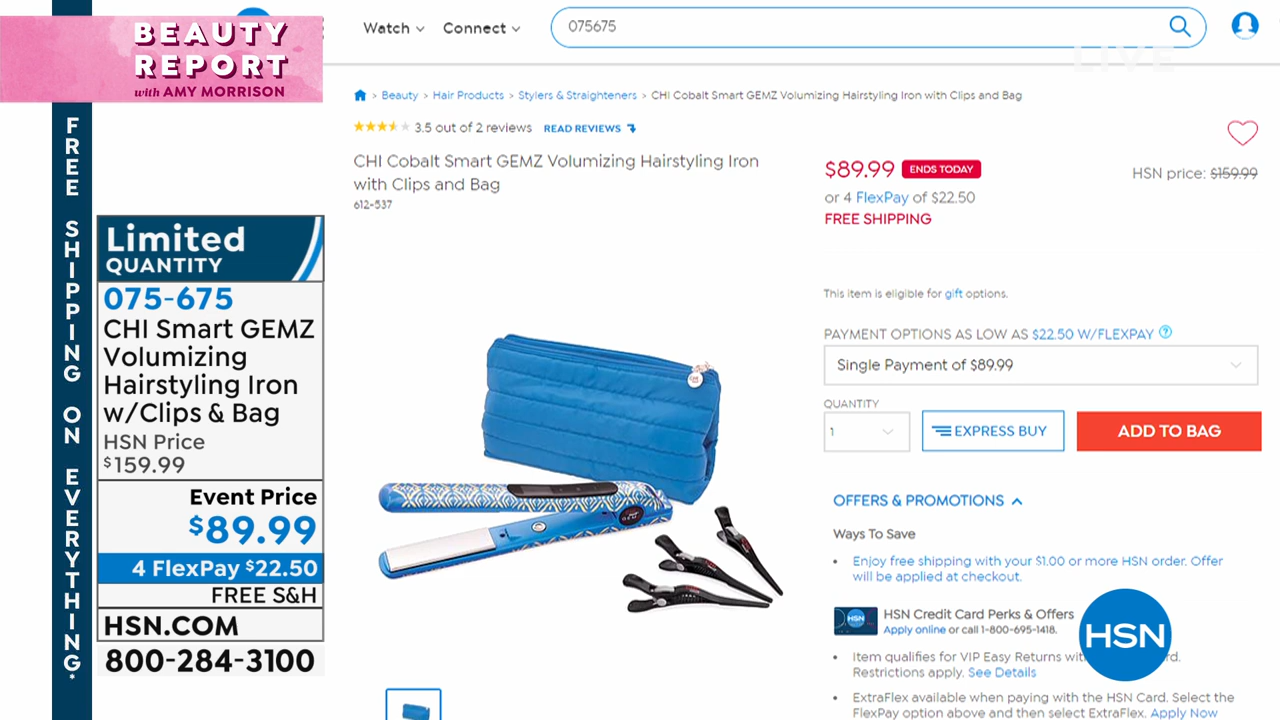 BEAUTY
REPORT
with AMY MORRISON
FREE SHIPPING ON EVERYTHING.*
Limited
QUANTITY
075-675
CHI Smart GEMZ
Volumizing
Hairstyling Iron
w/Clips & Bag
HSN Price
$159.99
Event Price
$89.99
4 FlexPay $22.50
FREE S&H
HSN.COM
800-284-3100
Watch Connect 075675
LIVE
> Beauty > Hair Products > Stylers & Straighteners > CHI Cobalt Smart GEMZ Volumizing Hairstyling Iron with Clips and Bag
3.5 out of 2 reviews READ REVIEWS
CHI Cobalt Smart GEMZ Volumizing Hairstyling Iron
with Clips and Bag
612-537
$89.99 ENDS TODAY HSN price: $159.99
or 4 FlexPay of $22.50
FREE SHIPPING
This item is eligible for gift options.
PAYMENT OPTIONS AS LOW AS $22.50 W/FLEXPAY ?
Single Payment of $89.99
QUANTITY
1 EXPRESS BUY ADD TO BAG
OFFERS & PROMOTIONS
Ways To Save
• Enjoy free shipping with your $1.00 or more HSN order. Offer
will be applied at checkout.
HSN HSN Credit Card Perks & Offers
Apply online or call 1-800-695-1418.
HSN
• Item qualifies for VIP Easy Returns
Restrictions apply. See Details
• ExtraFlex available when paying with the HSN Card. Select the
FlexPay option above and then select ExtraFlex. Apply Now